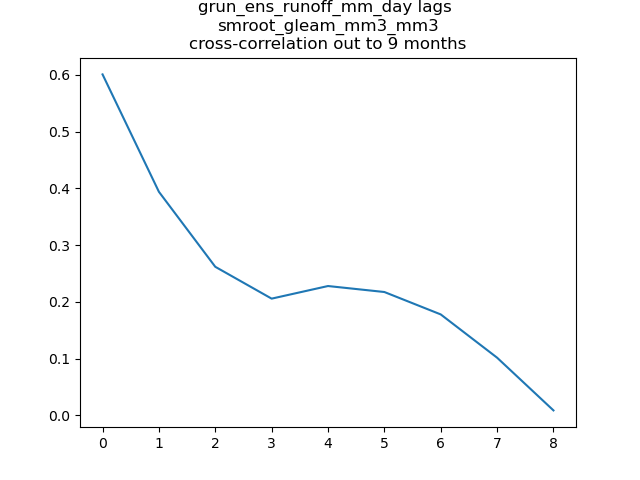 grun_ens_runoff_mm_day lags
smroot_gleam_mm3_mm3
cross-correlation out to 9 months
0.6
0.5
0.4
0.3
0.2
0.1
0.0
0 1 2 3 4 5 6 7 8